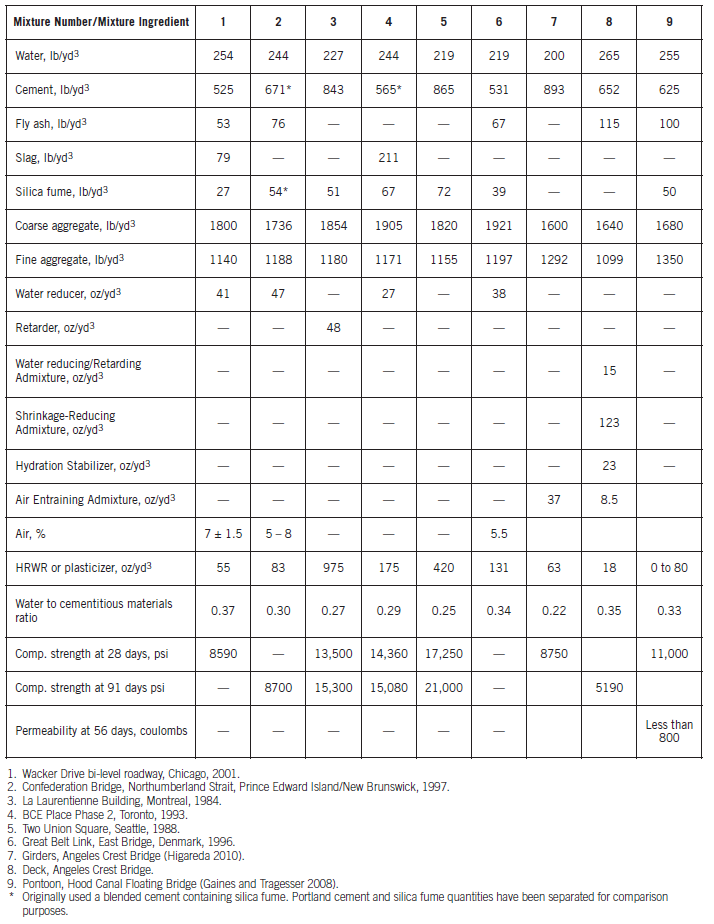 Mixture Number/Mixture Ingredient 1 2 3 4 5 6 7 8 9
Water, lb/yd3 254 244 227 244 219 219 200 265 255
Cement, lb/yd3 525 671* 843 565* 865 531 893 652 625
Fly ash, lb/yd3 53 76 — — — 67 — 115 100
Slag, lb/yd3 79 — — 211 — — — — —
Silica fume, lb/yd3 27 54* 51 67 72 39 — — 50
Coarse aggregate, lb/yd3 1800 1736 1854 1905 1820 1921 1600 1640 1680
Fine aggregate, lb/yd3 1140 1188 1180 1171 1155 1197 1292 1099 1350
Water reducer, oz/yd3 41 47 — 27 — 38 — — —
Retarder, oz/yd3 — — 48 — — — — — —
Water reducing/Retarding
Admixture, oz/yd3 — — — — — — — 15 —
Shrinkage-Reducing
Admixture, oz/yd3 — — — — — — — 123 —
Hydration Stabilizer, oz/yd3 — — — — — — — 23 —
Air Entraining Admixture, oz/yd3 — — — — — — 37 8.5
Air, % 7 ± 1.5 5 – 8 — — — 5.5
HRWR or plasticizer, oz/yd3 55 83 975 175 420 131 63 18 0 to 80
Water to cementitious materials
ratio 0.37 0.30 0.27 0.29 0.25 0.34 0.22 0.35 0.33
Comp. strength at 28 days, psi 8590 — 13,500 14,360 17,250 — 8750 11,000
Comp. strength at 91 days psi — 8700 15,300 15,080 21,000 — 5190
Permeability at 56 days, coulombs — — — — — — Less than
800
1. Wacker Drive bi-level roadway, Chicago, 2001.
2. Confederation Bridge, Northumberland Strait, Prince Edward Island/New Brunswick, 1997.
3. La Laurentienne Building, Montreal, 1984.
4. BCE Place Phase 2, Toronto, 1993.
5. Two Union Square, Seattle, 1988.
6. Great Belt Link, East Bridge, Denmark, 1996.
7. Girders, Angeles Crest Bridge (Higareda 2010).
8. Deck, Angeles Crest Bridge.
9. Pontoon, Hood Canal Floating Bridge (Gaines and Tragesser 2008).
* Originally used a blended cement containing silica fume. Portland cement and silica fume quantities have been separated for comparison
purposes.